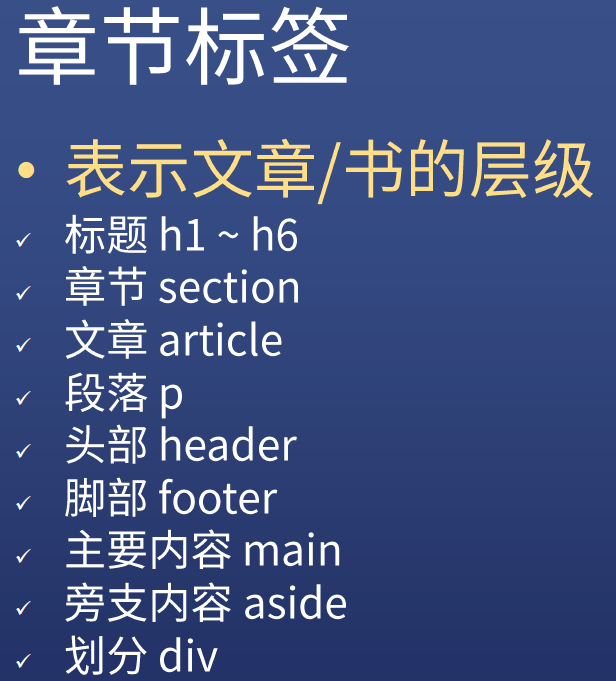 章节标签
• 表示文章/书的层级
✓ 标题 h1 ~ h6
✓ 章节 section
✓ 文章 article
✓ 段落 p
✓ 头部 header
✓ 脚部 footer
✓ 主要内容 main
✓ 旁支内容 aside
✓ 划分 div